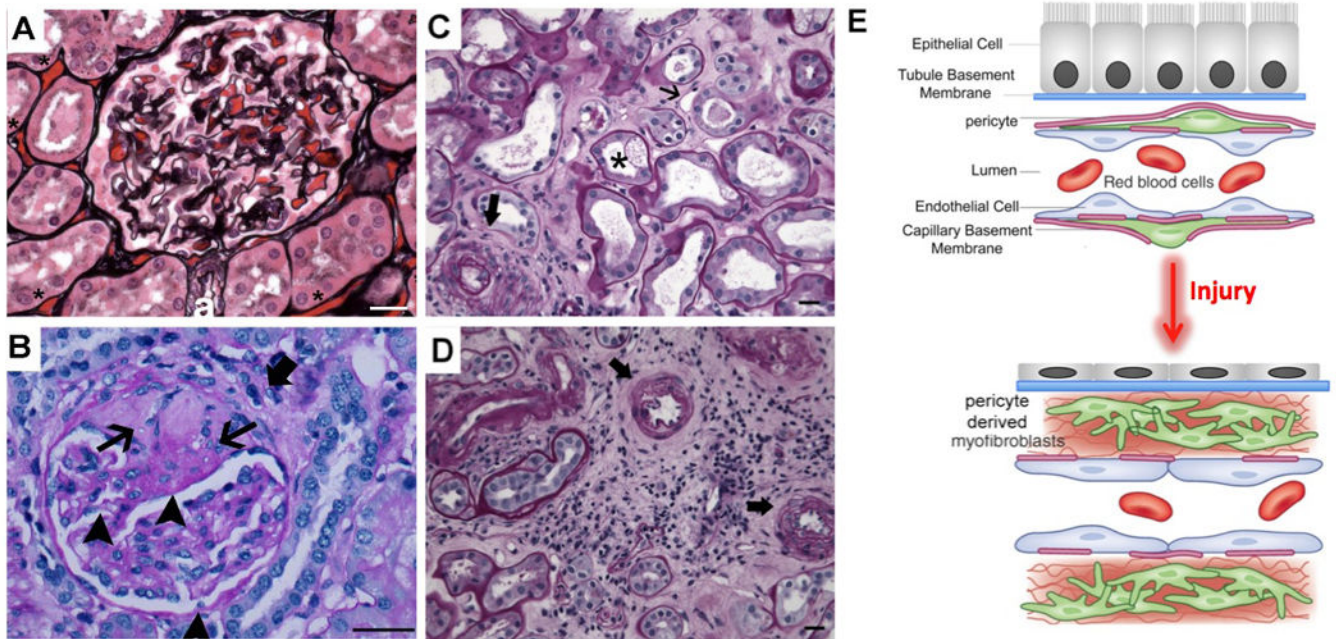 A
*
*
*
*
a
B
C
*
D
E
Epithelial Cell
Tubule Basement
Membrane
pericyte
Lumen
Red blood cells
Endothelial Cell
Capillary Basement
Membrane
Injury
pericyte
derived
myofibroblasts